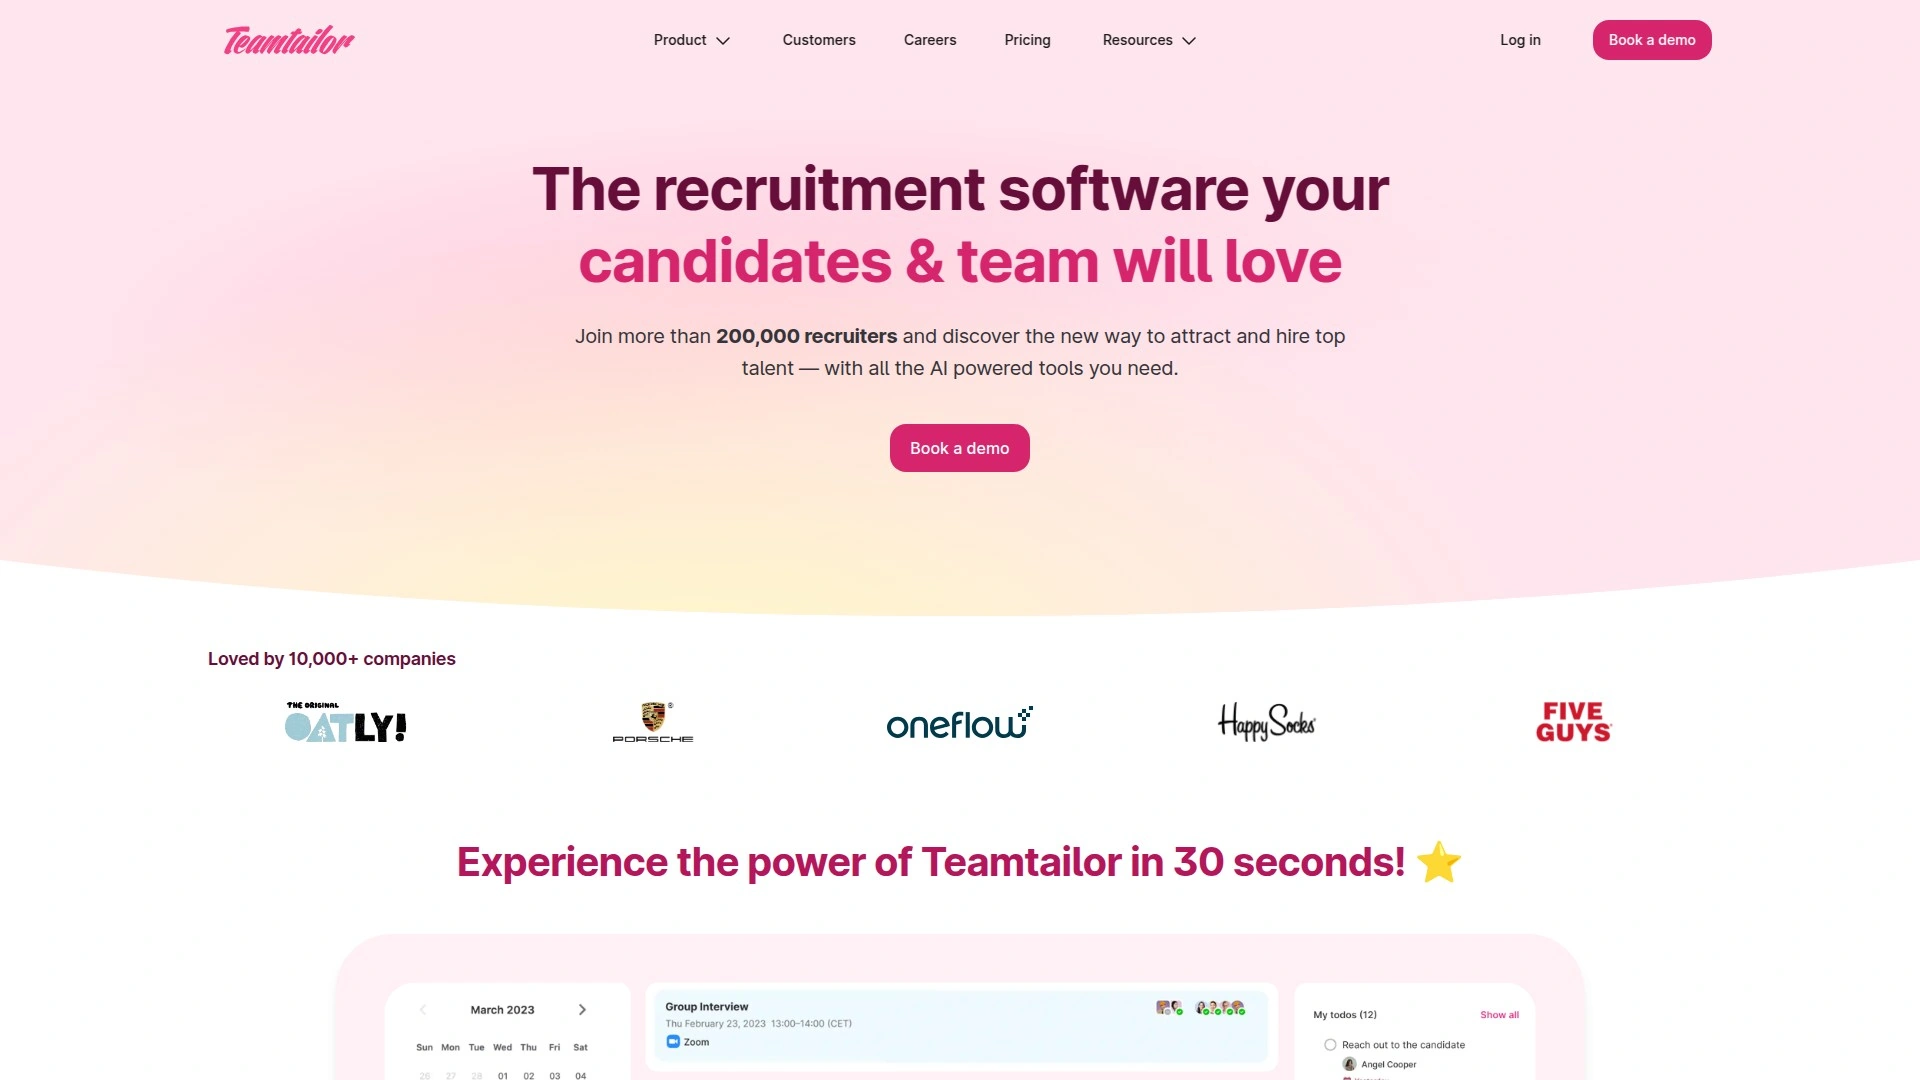 Teamtailor
Product
Customers
Careers
Pricing
Resources
Log in
Book a demo
The recruitment software your
candidates & team will love
Join more than 200,000 recruiters and discover the new way to attract and hire top
talent — with all the AI powered tools you need.
Book a demo
Loved by 10,000+ companies
THE ORIGINAL
OATLY!
PORSCHE
oneflow
Happy Socks
FIVE
GUYS
Experience the power of Teamtailor in 30 seconds! ⭐
March 2023
Sun Mon Tue Wed Thu Fri Sat
26 27 28 01 02 03 04
Group Interview
Thu February 23, 2023 13:00–14:00 (CET)
Zoom
My todos (12)
Show all
Reach out to the candidate
Angel Cooper